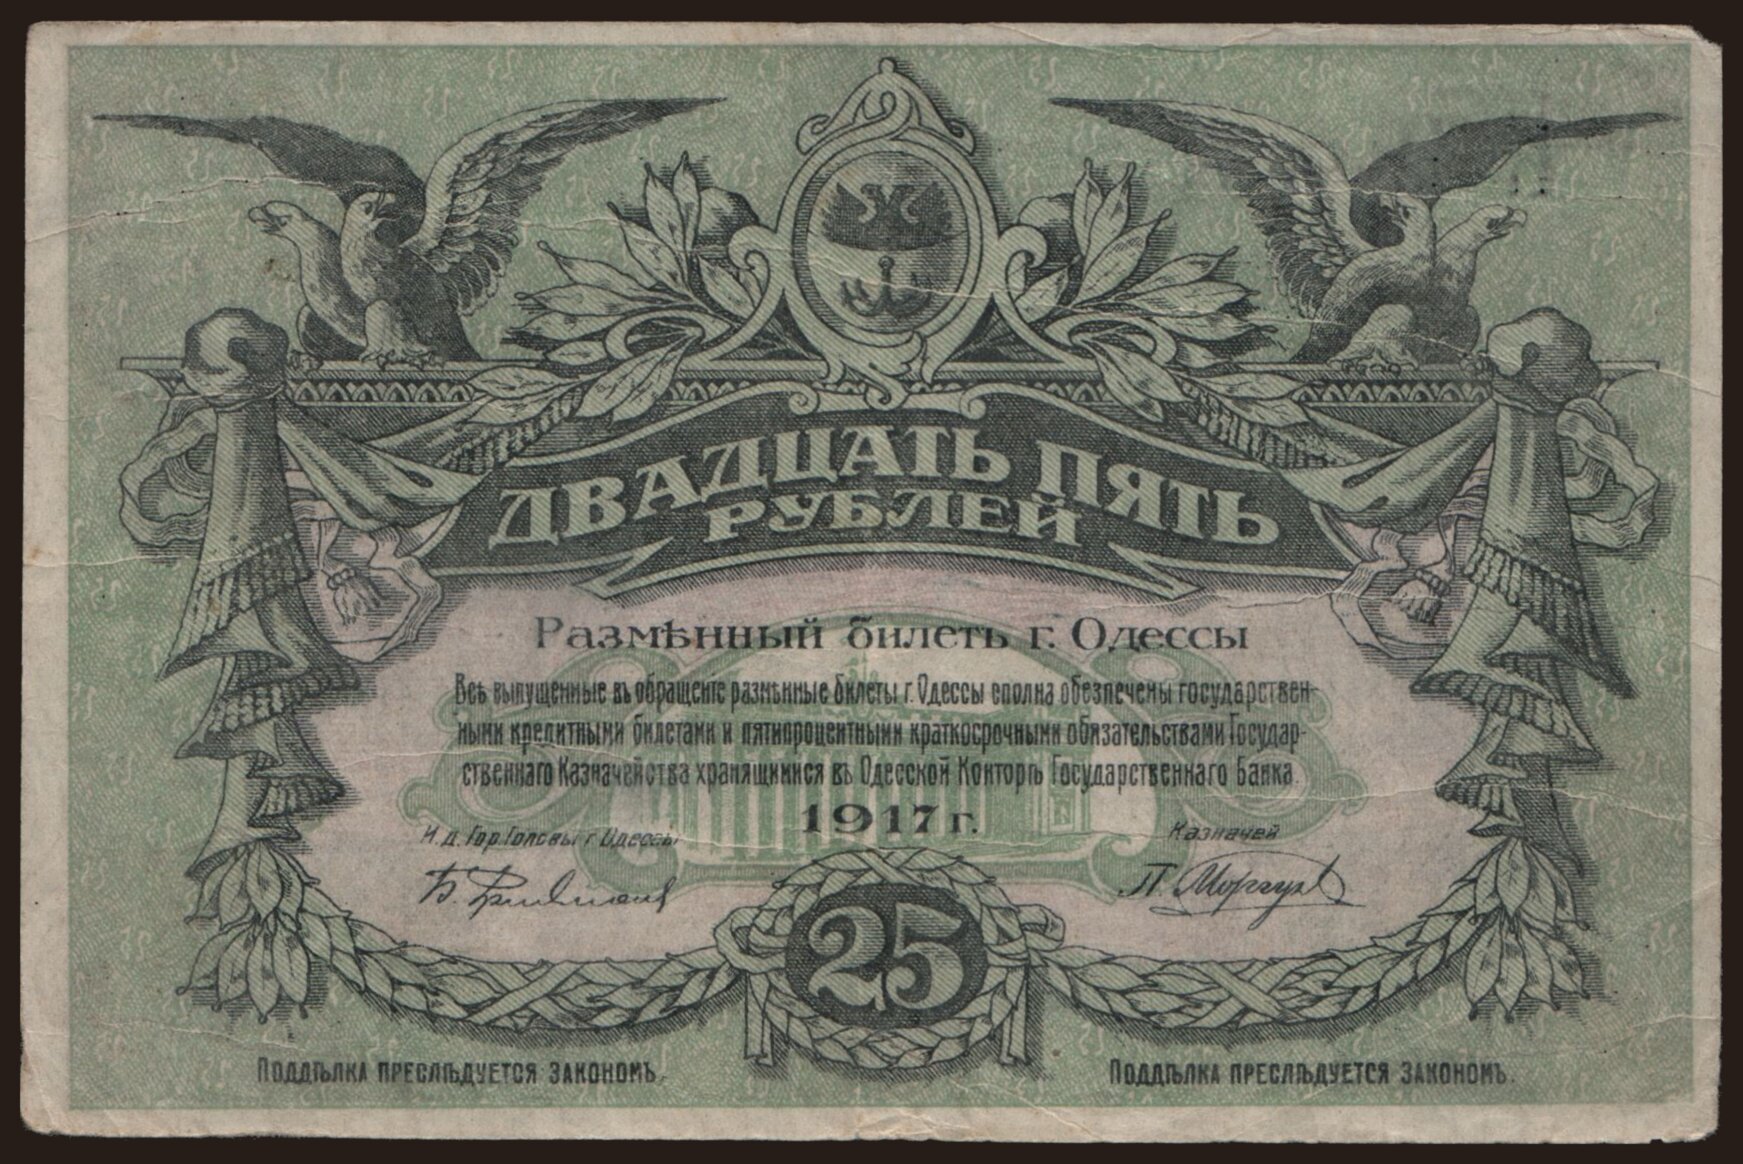 ДВАДЦАТЬ ПЯТЬ
РУБЛЕЙ
Размѣнный билетъ г. Одессы
Всѣ выпущенные въ обращеніе размѣнные билеты г. Одессы сполна обезпечены государствен-
ными кредитными билетами и пятипроцентными краткосрочными обязательствами Государ-
ственнаго Казначейства хранящимися въ Одесской Конторѣ Государственнаго Банка.
1917 г.
И.д. Гор. Головы г. Одессы
Казначей
25
Поддѣлка преслѣдуется закономъ.
Поддѣлка преслѣдуется закономъ.